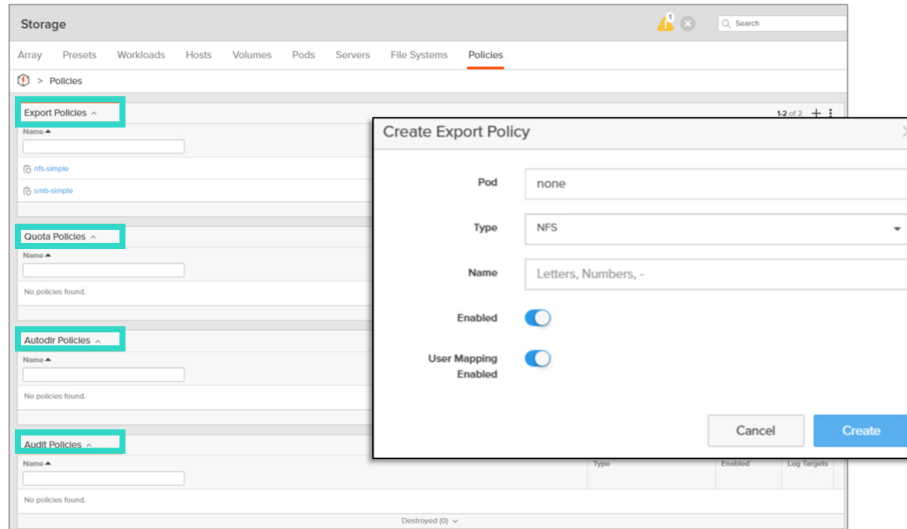 Storage
1
Search
Array Presets Workloads Hosts Volumes Pods Servers File Systems Policies
> Policies
Export Policies
1-2 of 2
Name
nfs-simple
smb-simple
Quota Policies
Name
No policies found.
Autodir Policies
Name
No policies found.
Audit Policies
Name Type Enabled Log Targets
No policies found.
Destroyed (0)
Create Export Policy
Pod none
Type NFS
Name Letters, Numbers, -
Enabled
User Mapping
Enabled
Cancel Create